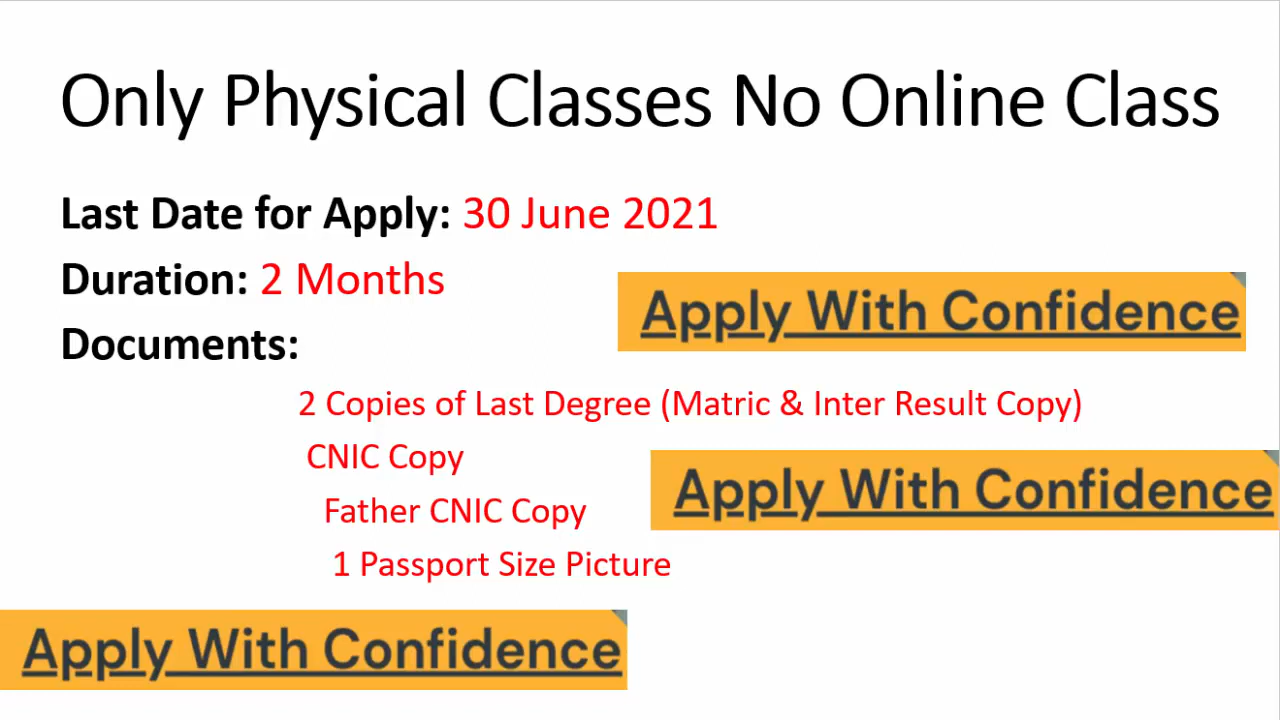 Only Physical Classes No Online Class
Last Date for Apply: 30 June 2021
Duration: 2 Months
Apply With Confidence
Documents:
2 Copies of Last Degree (Matric & Inter Result Copy)
CNIC Copy
Apply With Confidence
Father CNIC Copy
1 Passport Size Picture
Apply With Confidence